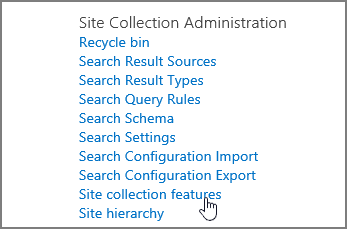 Site Collection Administration
Recycle bin
Search Result Sources
Search Result Types
Search Query Rules
Search Schema
Search Settings
Search Configuration Import
Search Configuration Export
Site collection features
Site hierarchy